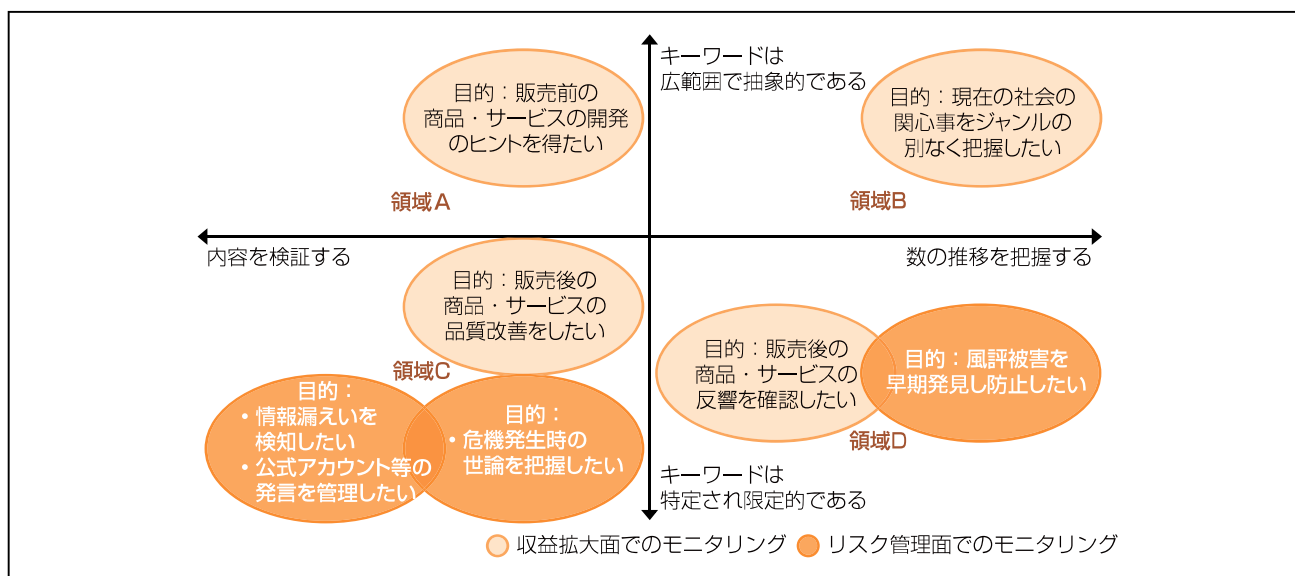 キーワードは
広範囲で抽象的である
目的：販売前の
商品・サービスの開発
のヒントを得たい
目的：現在の社会の
関心事をジャンルの
別なく把握したい
領域A
領域B
内容を検証する
数の推移を把握する
目的：販売後の
商品・サービスの
品質改善をしたい
目的：販売後の
商品・サービスの
反響を確認したい
目的：風評被害を
早期発見し防止したい
領域C
領域D
目的：
・情報漏えいを
検知したい
・公式アカウント等の
発言を管理したい
目的：
・危機発生時の
世論を把握したい
キーワードは
特定され限定的である
収益拡大面でのモニタリング
リスク管理面でのモニタリング